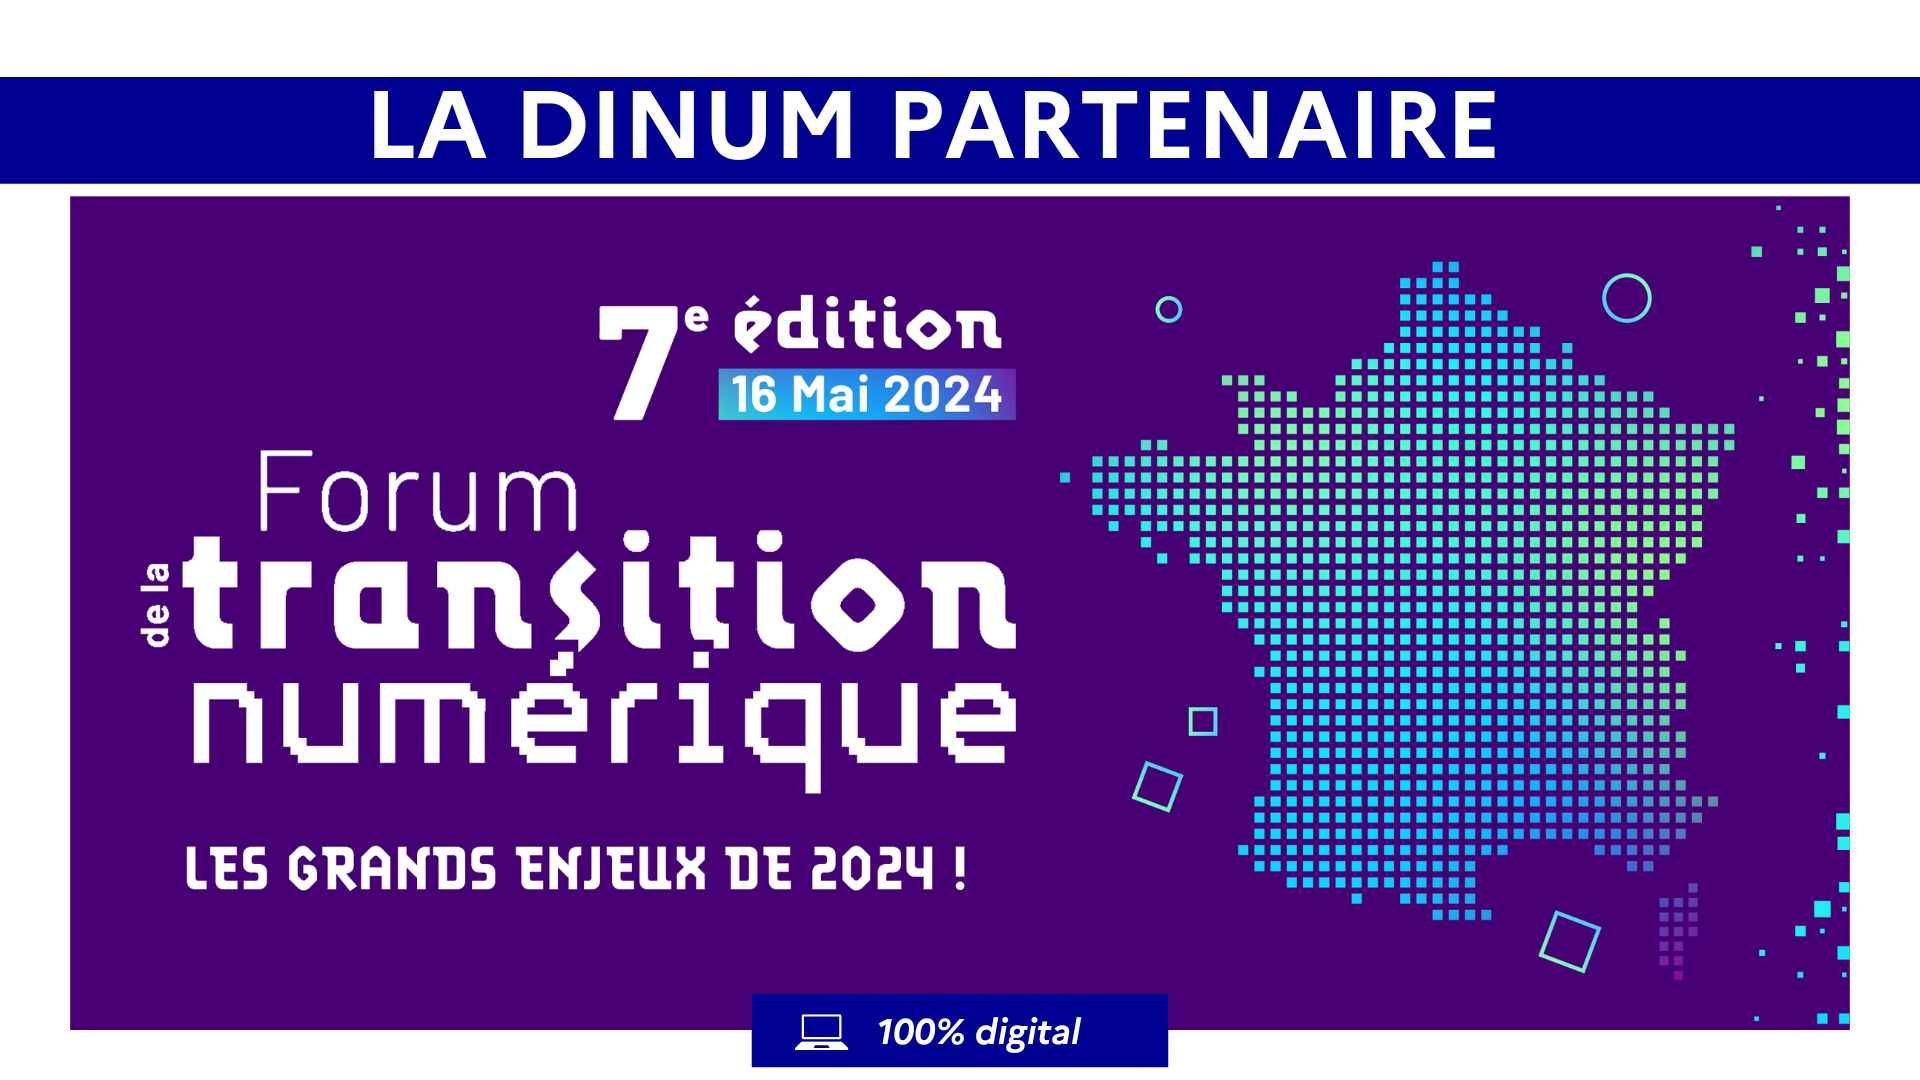 LA DINUM PARTENAIRE
7e édition
16 Mai 2024
Forum
de la
transition
numérique
LES GRANDS ENJEUX DE 2024 !
100% digital